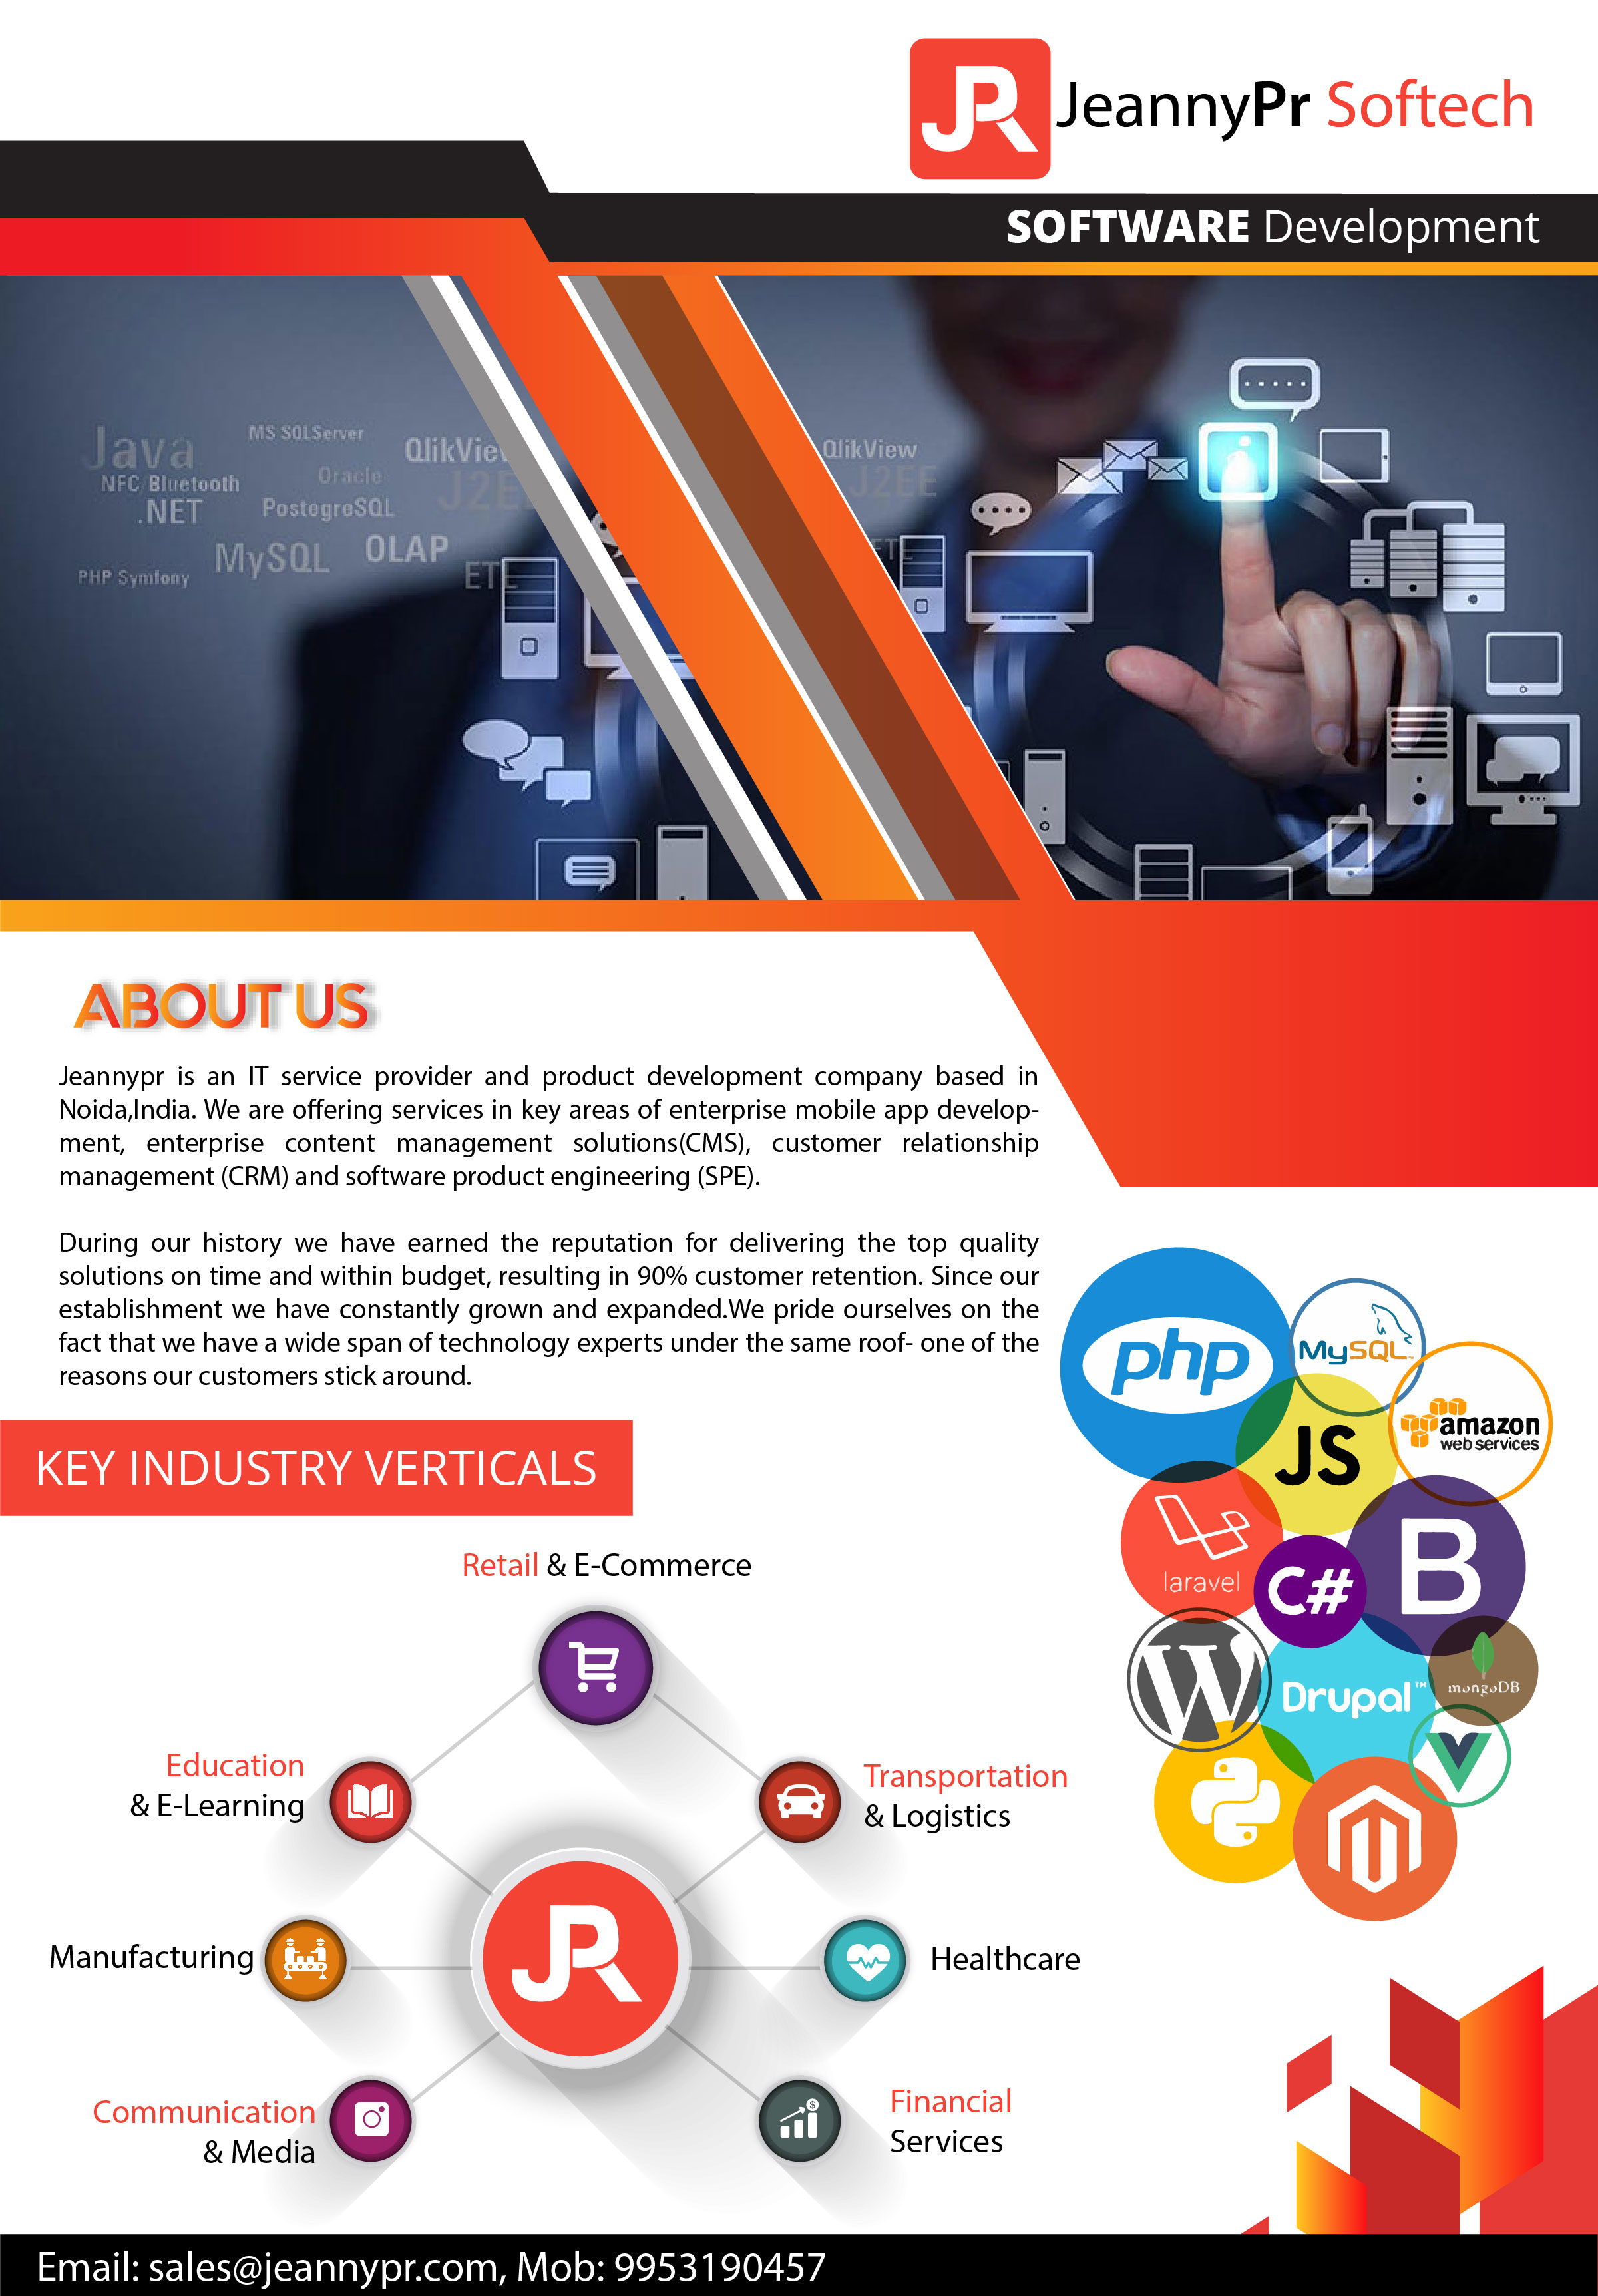 JR
JeannyPr Softech
SOFTWARE Development
Java
MS SQLServer
QlikView
NFC Bluetooth
Oracle
J2E
.NET
PostegreSQL
MySQL
OLAP
PHP Symfony
ETL
QlikView
J2EE
ETL
ABOUT US
Jeannypr is an IT service provider and product development company based in
Noida,India. We are offering services in key areas of enterprise mobile app develop-
ment, enterprise content management solutions(CMS), customer relationship
management (CRM) and software product engineering (SPE).
During our history we have earned the reputation for delivering the top quality
solutions on time and within budget, resulting in 90% customer retention. Since our
establishment we have constantly grown and expanded.We pride ourselves on the
fact that we have a wide span of technology experts under the same roof- one of the
reasons our customers stick around.
php
MySQL
amazon
web services
JS
laravel
C#
B
W
Drupal™
mongoDB
KEY INDUSTRY VERTICALS
Retail & E-Commerce
Education
& E-Learning
Transportation
& Logistics
Manufacturing
JR
Healthcare
Communication
& Media
Financial
Services
Email: sales@jeannypr.com, Mob: 9953190457